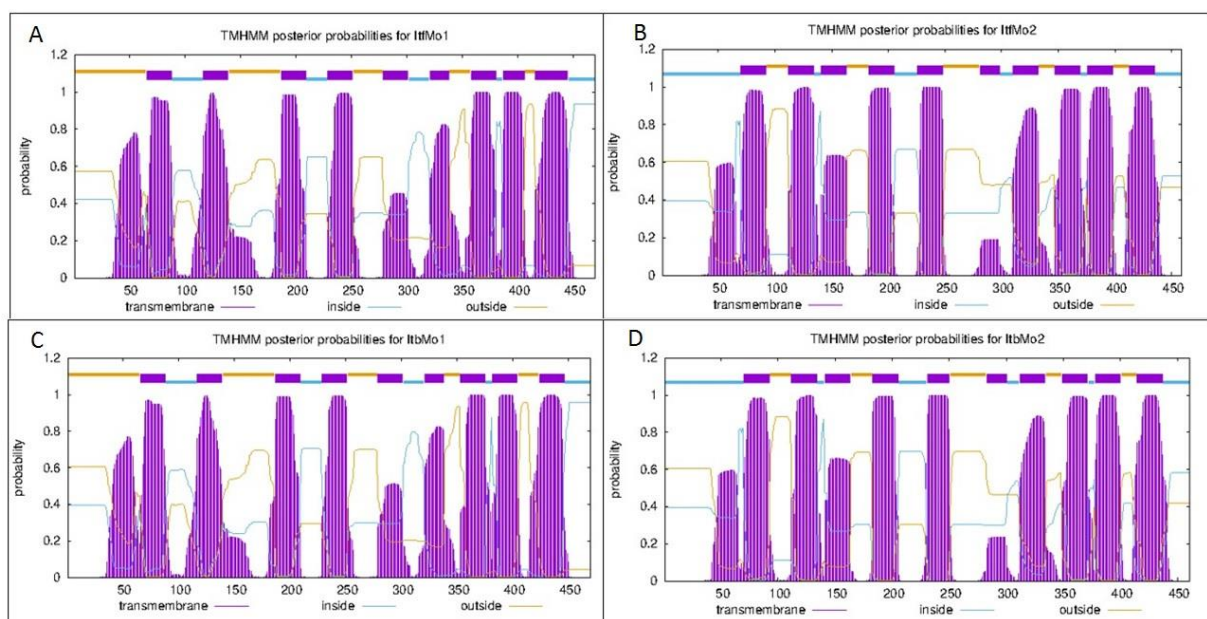 A
TMHMM posterior probabilities for ItfMo1
1.2
1
0.8
0.6
0.4
0.2
0
probability
50 100 150 200 250 300 350 400 450
transmembrane inside outside
B
TMHMM posterior probabilities for ItfMo2
1.2
1
0.8
0.6
0.4
0.2
0
probability
50 100 150 200 250 300 350 400 450
transmembrane inside outside
C
TMHMM posterior probabilities for ItbMo1
1.2
1
0.8
0.6
0.4
0.2
0
probability
50 100 150 200 250 300 350 400 450
transmembrane inside outside
D
TMHMM posterior probabilities for ItbMo2
1.2
1
0.8
0.6
0.4
0.2
0
probability
50 100 150 200 250 300 350 400 450
transmembrane inside outside